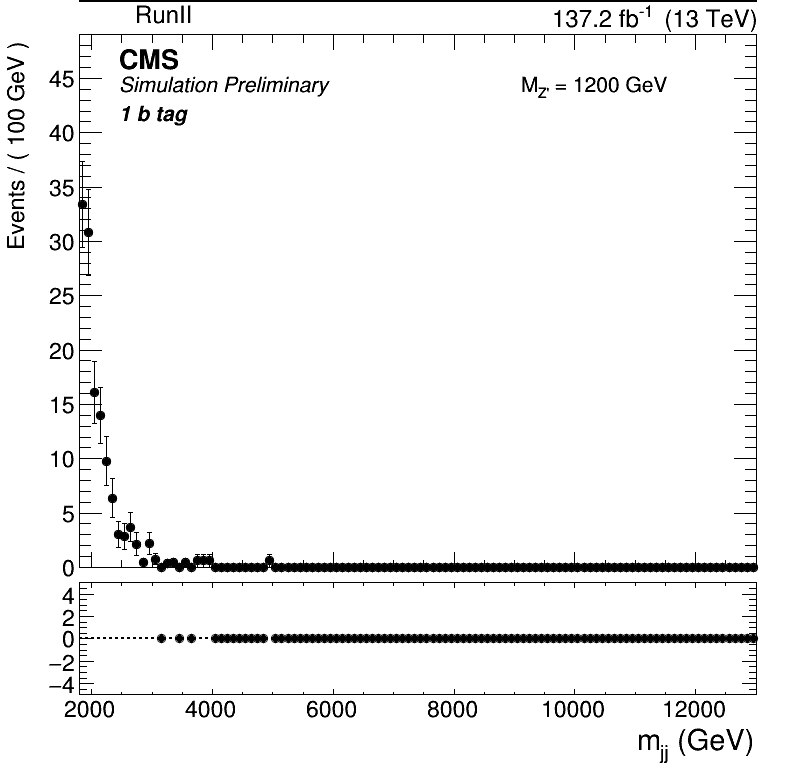 RunII 137.2 fb⁻¹ (13 TeV)
CMS
Simulation Preliminary
M_Z' = 1200 GeV
1 b tag
Events / ( 100 GeV )
45
40
35
30
25
20
15
10
5
0
4
2
0
−2
−4
2000 4000 6000 8000 10000 12000
m_jj (GeV)